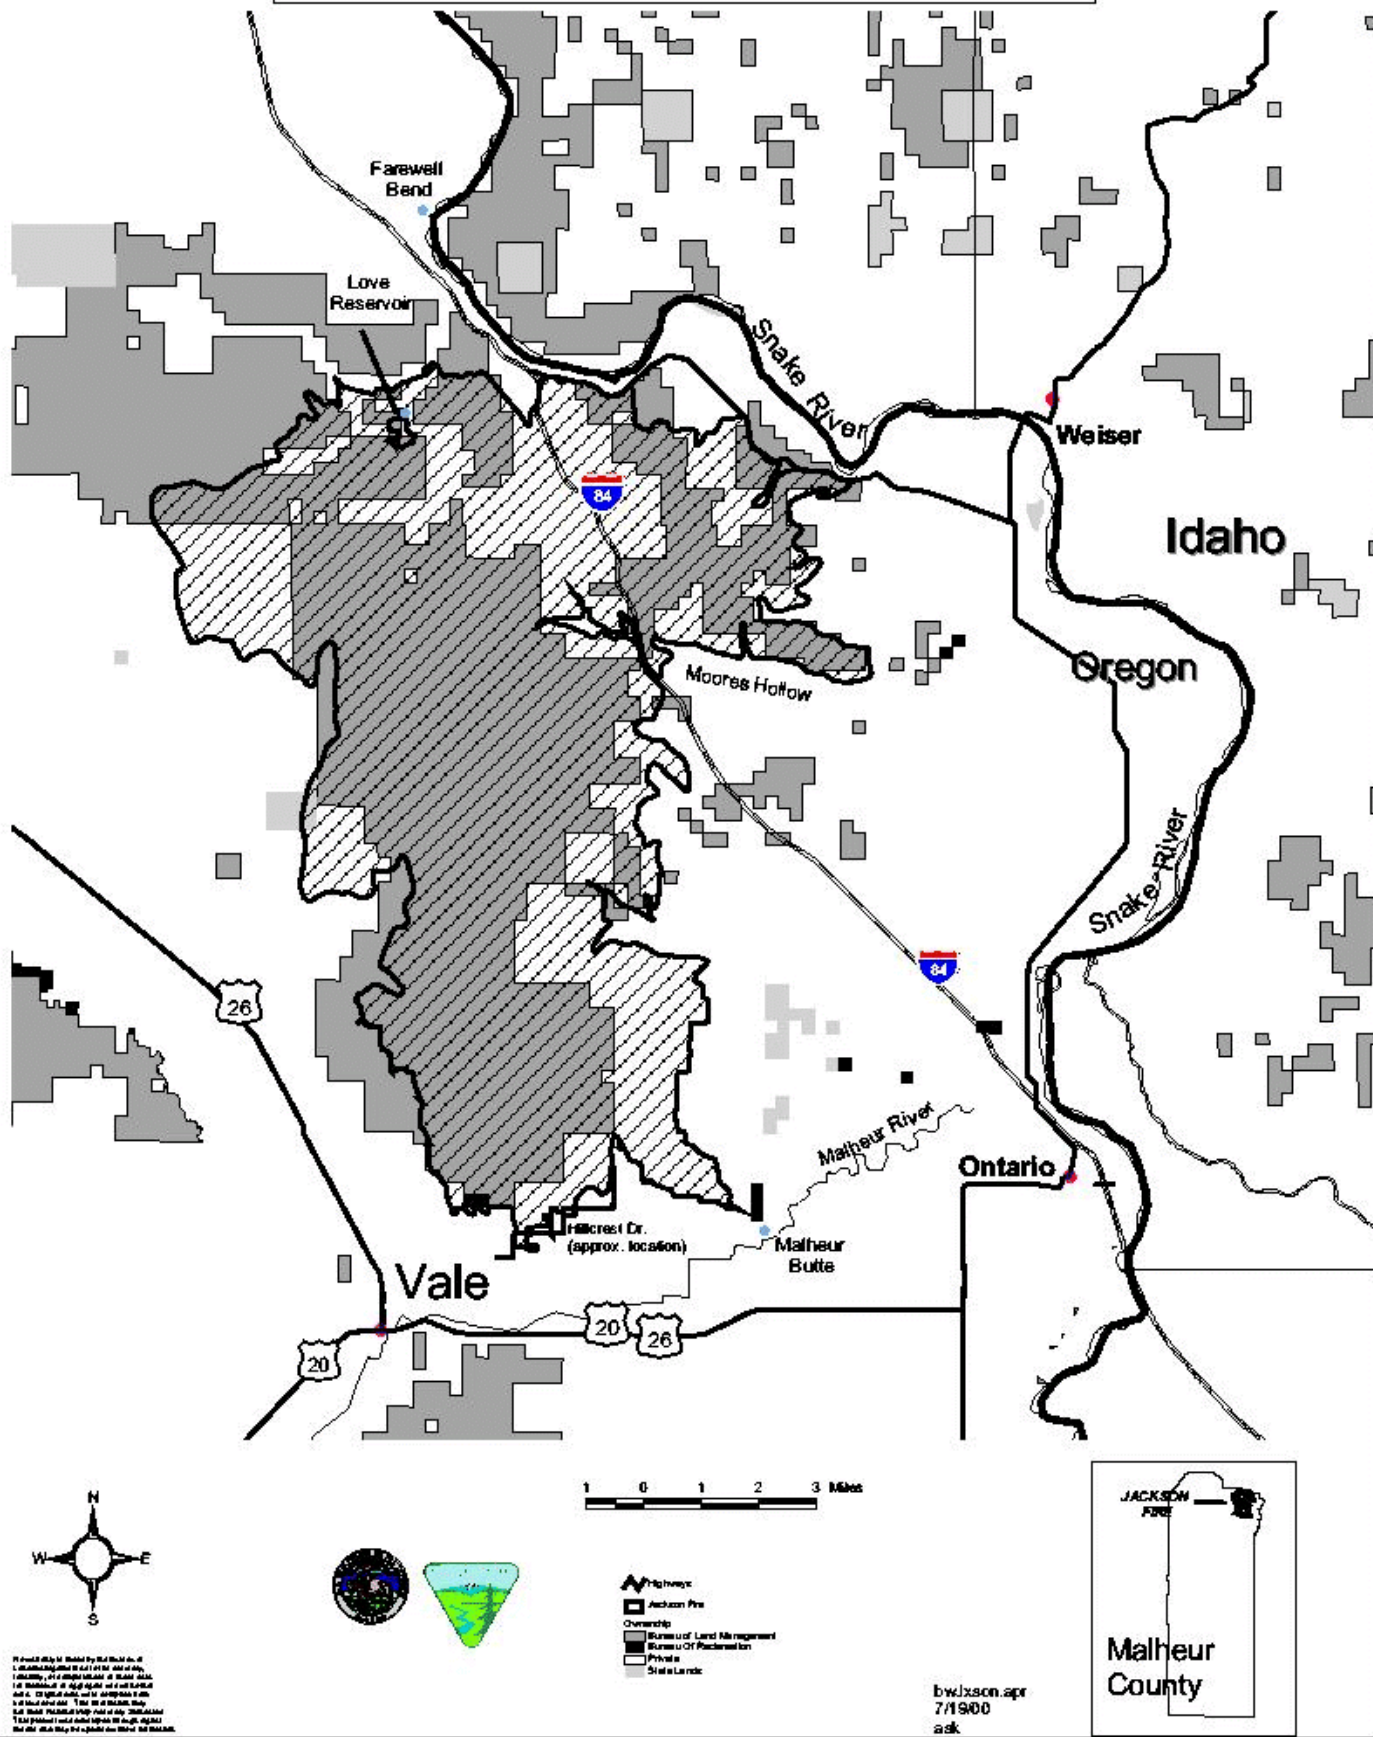 Farewell
Bend
Love
Reservoir
Snake River
Weiser
84
Idaho
Oregon
Moores Hollow
Snake River
84
26
Malheur River
Ontario
Hillcrest Dr.
(approx. location)
Malheur
Butte
Vale
20
26
20
N
W E
S
1 0 1 2 3 Miles
Highways
Jackson Fire
Ownership
Bureau of Land Management
Bureau Of Reclamation
Private
State Lands
JACKSON
FIRE
Malheur
County
7/19/00
ask